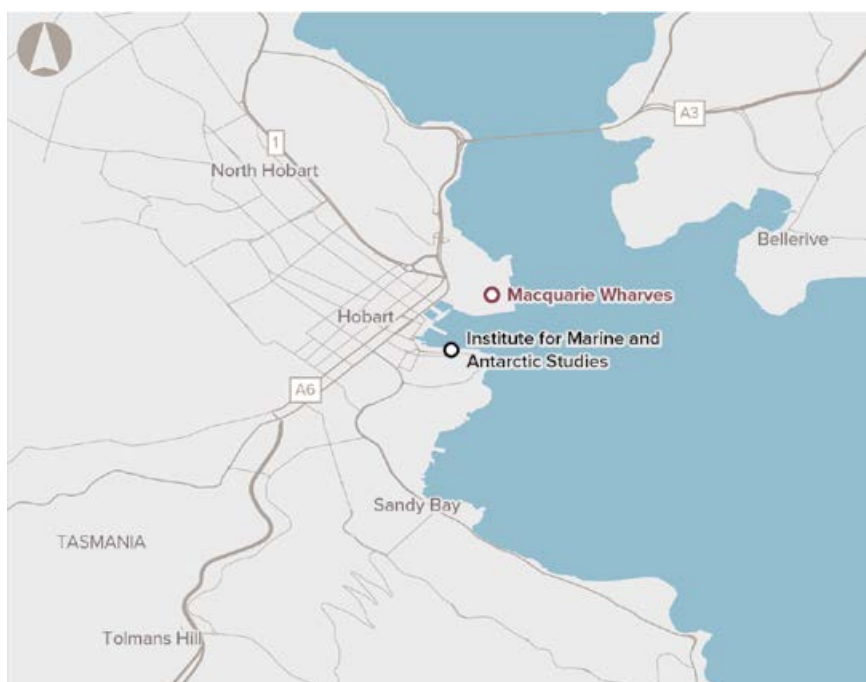 A3
1
North Hobart
Bellerive
Macquarie Wharves
Hobart
Institute for Marine and
Antarctic Studies
A6
Sandy Bay
TASMANIA
Tolmans Hill